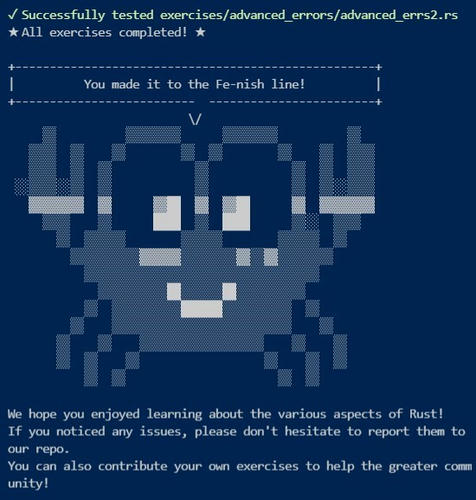 ✓ Successfully tested exercises/advanced_errors/advanced_errs2.rs
★ All exercises completed! ★
You made it to the Fe-nish line!
We hope you enjoyed learning about the various aspects of Rust!
If you noticed any issues, please don't hesitate to report them to
our repo.
You can also contribute your own exercises to help the greater comm
unity!